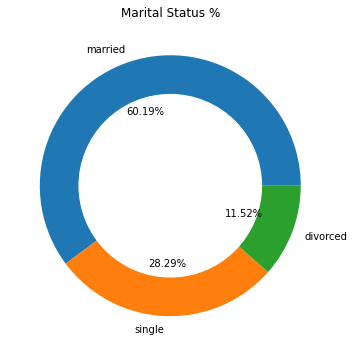 Marital Status %
married
60.19%
11.52%
divorced
28.29%
single